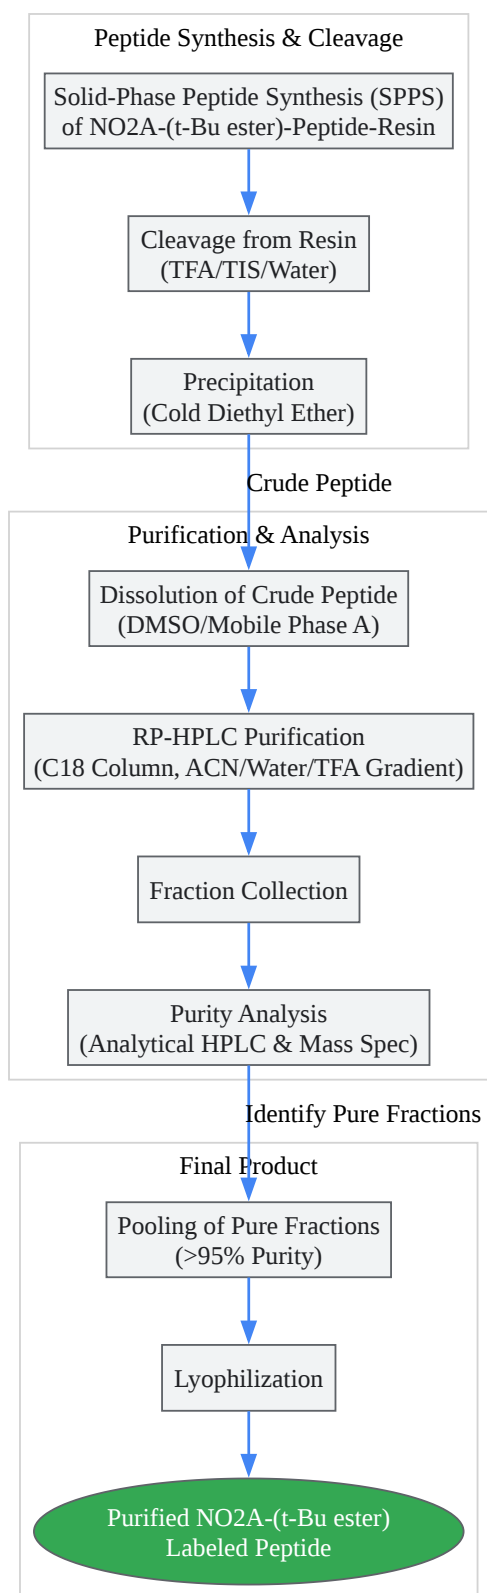 Peptide Synthesis & Cleavage
Solid-Phase Peptide Synthesis (SPPS)
of NO2A-(t-Bu ester)-Peptide-Resin
Cleavage from Resin
(TFA/TIS/Water)
Precipitation
(Cold Diethyl Ether)
Crude Peptide
Purification & Analysis
Dissolution of Crude Peptide
(DMSO/Mobile Phase A)
RP-HPLC Purification
(C18 Column, ACN/Water/TFA Gradient)
Fraction Collection
Purity Analysis
(Analytical HPLC & Mass Spec)
Identify Pure Fractions
Final Product
Pooling of Pure Fractions
(>95% Purity)
Lyophilization
Purified NO2A-(t-Bu ester)
Labeled Peptide